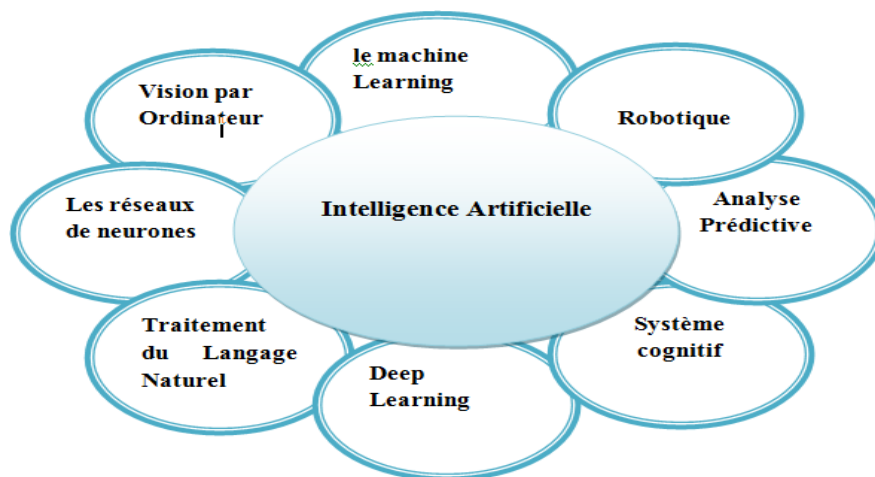 le machine
Learning
Vision par
Ordinateur
Robotique
Les réseaux
de neurones
Intelligence Artificielle
Analyse
Prédictive
Traitement
du Langage
Naturel
Système
cognitif
Deep
Learning